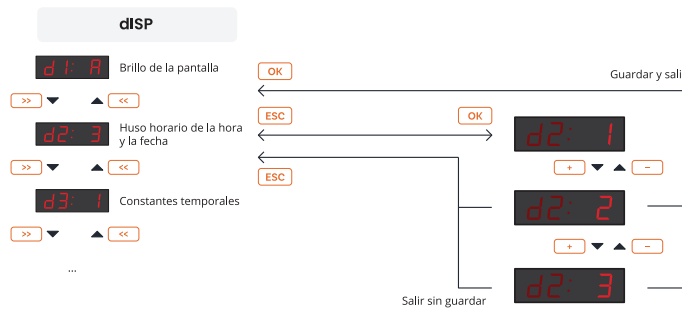 dISP
d1: A
Brillo de la pantalla
OK
Guardar y sali
>>
<<
ESC
OK
d2: 3
Huso horario de la hora
y la fecha
d2: 1
>>
<<
ESC
+
−
d3: 1
Constantes temporales
d2: 2
>>
<<
+
−
...
d2: 3
Salir sin guardar